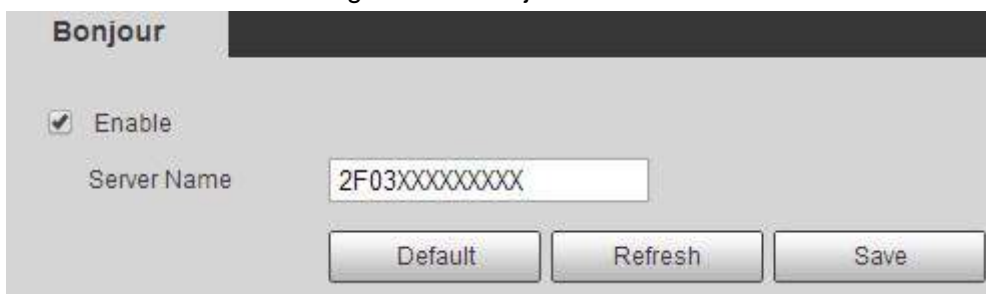 Bonjour
Enable
Server Name 2F03XXXXXXXXX
Default Refresh Save